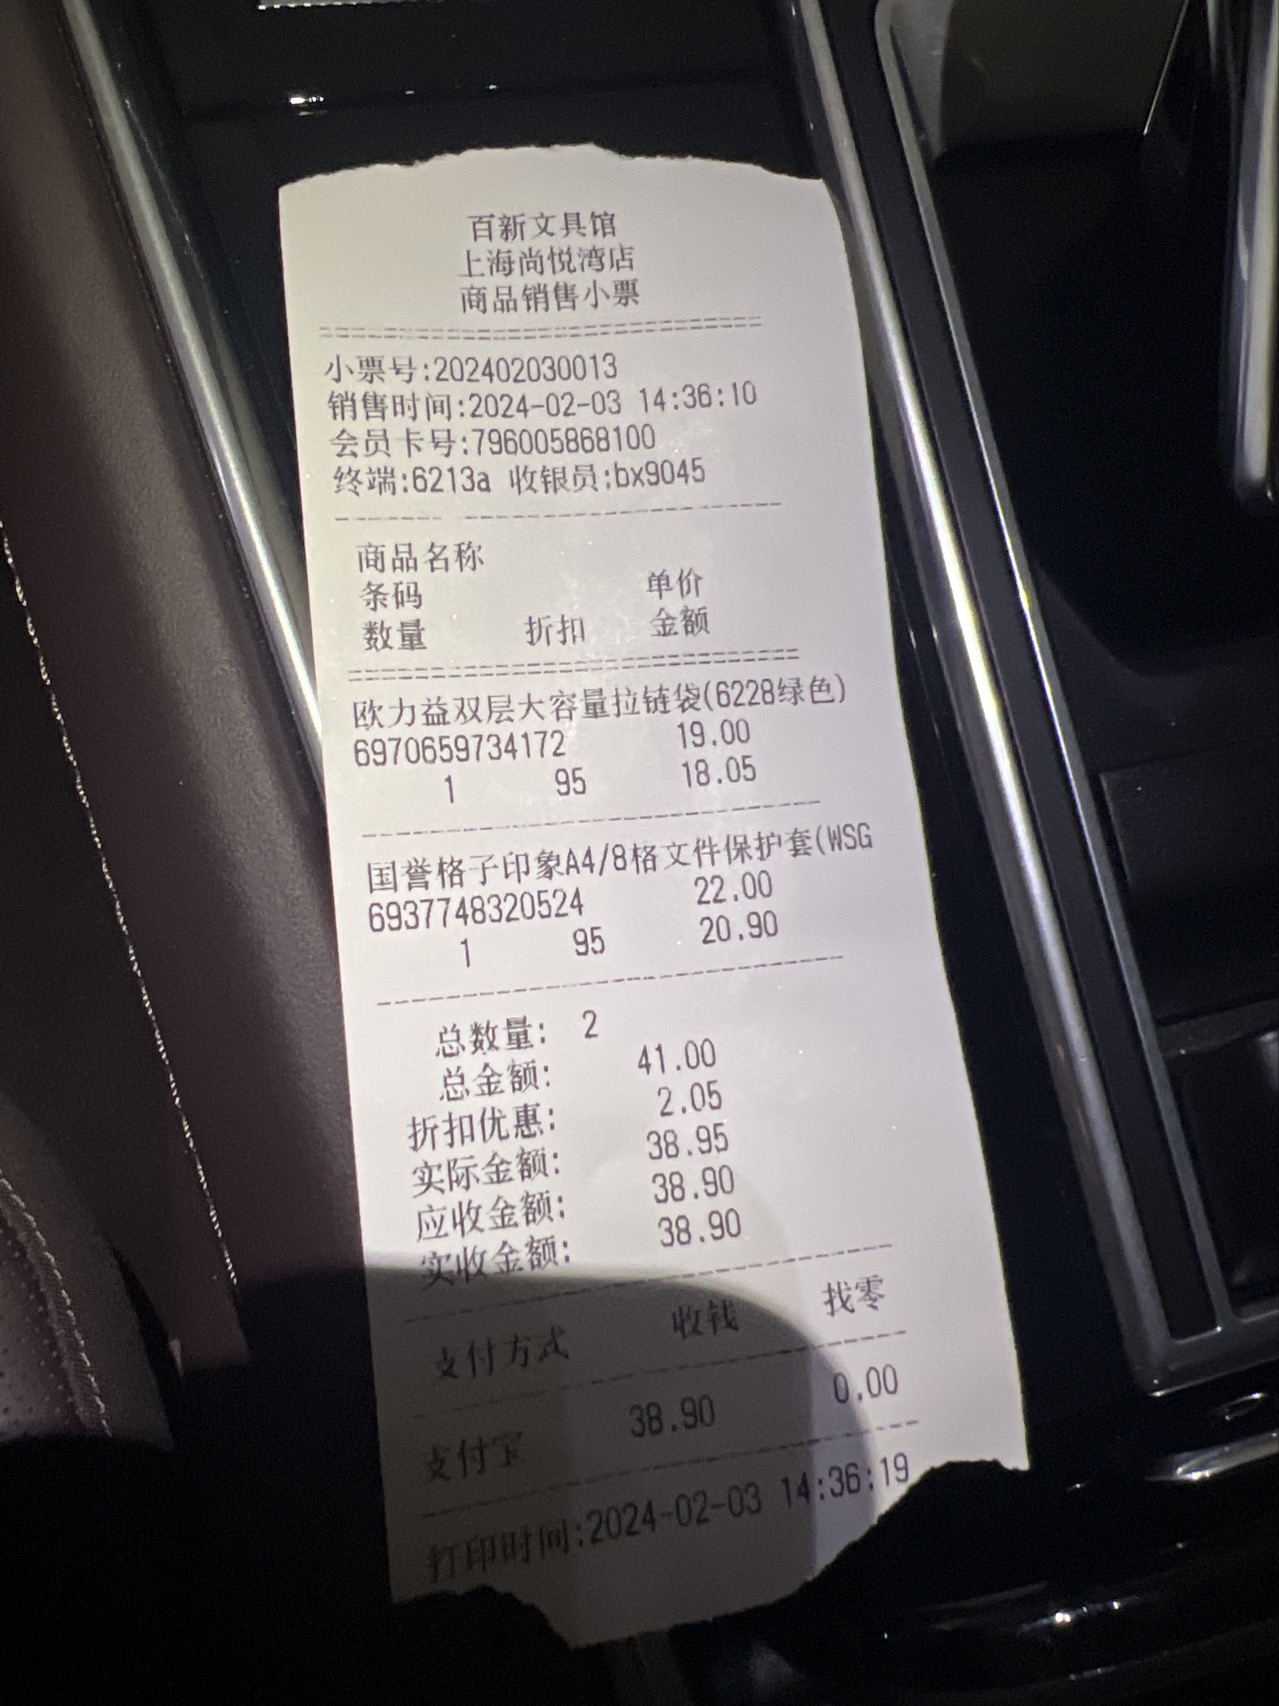 百新文具馆
上海尚悦湾店
商品销售小票
小票号:202402030013
销售时间:2024-02-03 14:36:10
会员卡号:796005868100
终端:6213a 收银员:bx9045
商品名称
条码 单价
数量 折扣 金额
欧力益双层大容量拉链袋(6228绿色)
6970659734172 19.00
1 95 18.05
国誉格子印象A4/8格文件保护套(WSG
6937748320524 22.00
1 95 20.90
总数量: 2
总金额: 41.00
折扣优惠: 2.05
实际金额: 38.95
应收金额: 38.90
实收金额: 38.90
支付方式 收钱 找零
支付宝 38.90 0.00
打印时间:2024-02-03 14:36:19